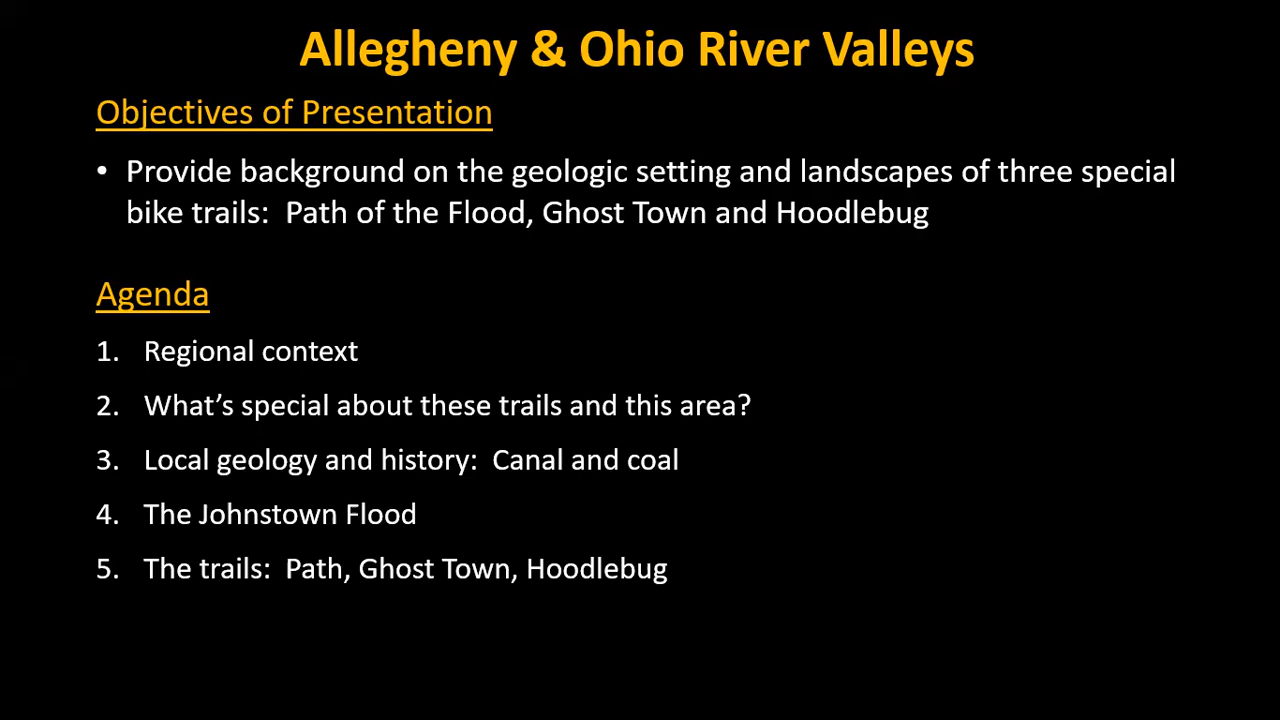 Allegheny & Ohio River Valleys
Objectives of Presentation
• Provide background on the geologic setting and landscapes of three special
bike trails:  Path of the Flood, Ghost Town and Hoodlebug
Agenda
1. Regional context
2. What’s special about these trails and this area?
3. Local geology and history:  Canal and coal
4. The Johnstown Flood
5. The trails:  Path, Ghost Town, Hoodlebug